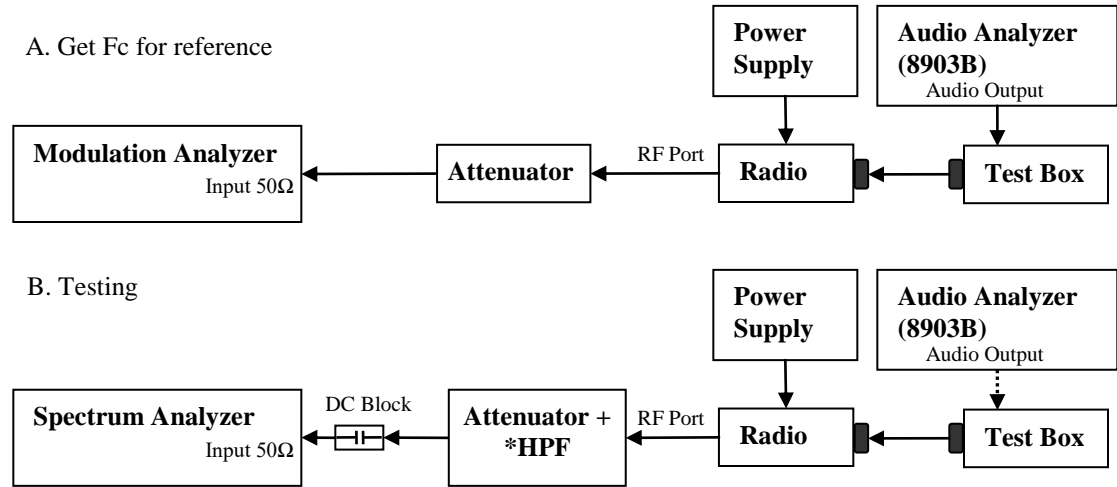 A. Get Fc for reference
Power
Supply
Audio Analyzer
(8903B)
Audio Output
Modulation Analyzer
Input 50Ω
Attenuator
RF Port
Radio
Test Box
B. Testing
Power
Supply
Audio Analyzer
(8903B)
Audio Output
Spectrum Analyzer
Input 50Ω
DC Block
Attenuator +
*HPF
RF Port
Radio
Test Box